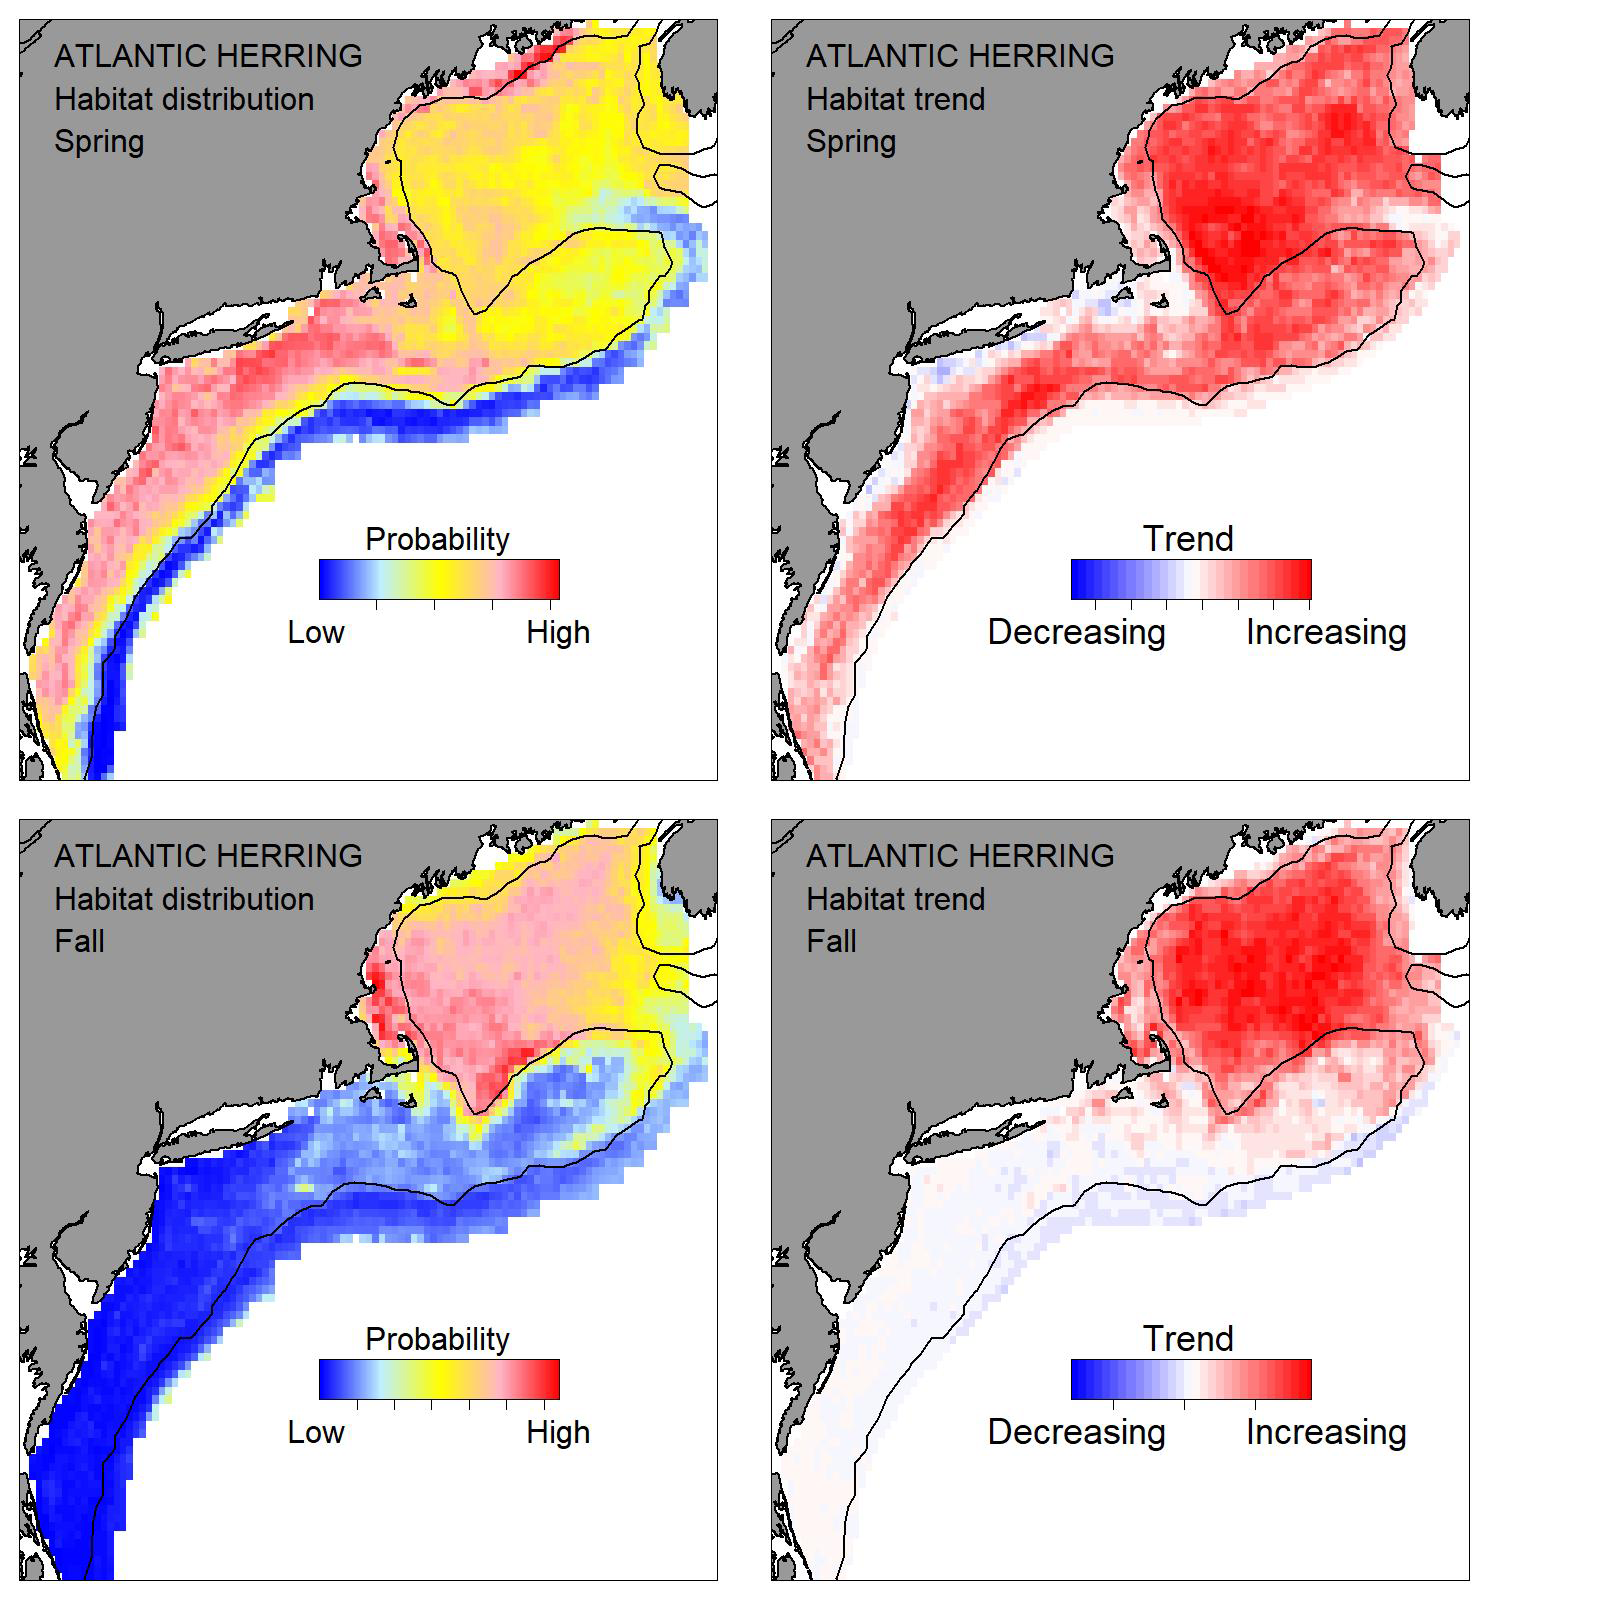 ATLANTIC HERRING
Habitat distribution
Spring
Probability
Low High
ATLANTIC HERRING
Habitat trend
Spring
Trend
Decreasing Increasing
ATLANTIC HERRING
Habitat distribution
Fall
Probability
Low High
ATLANTIC HERRING
Habitat trend
Fall
Trend
Decreasing Increasing